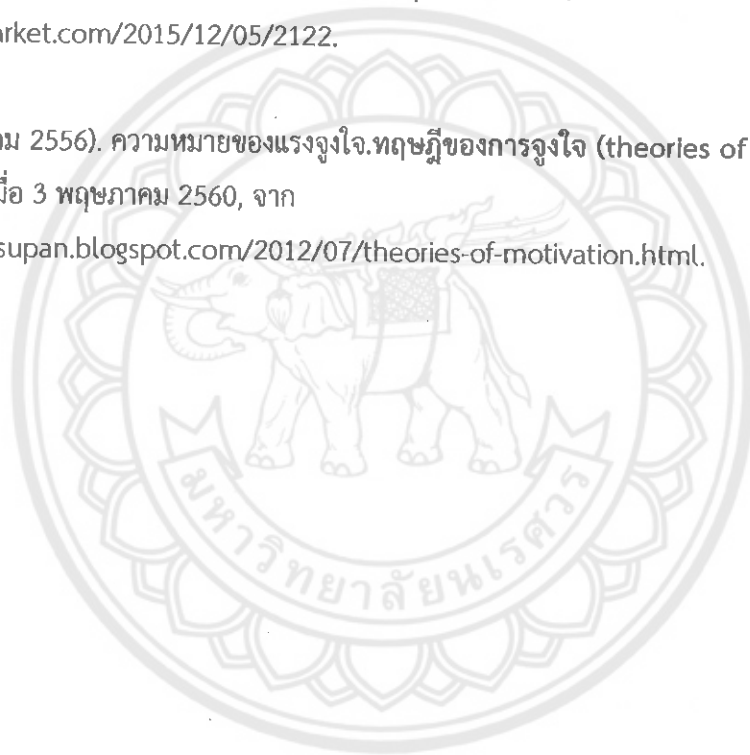 arket.com/2015/12/05/2122.
ม 2556). ความหมายของแรงจูงใจ.ทฤษฎีของการจูงใจ (theories of
มื่อ 3 พฤษภาคม 2560, จาก
supan.blogspot.com/2012/07/theories-of-motivation.html.
มหาวิทยาลัยนเรศวร